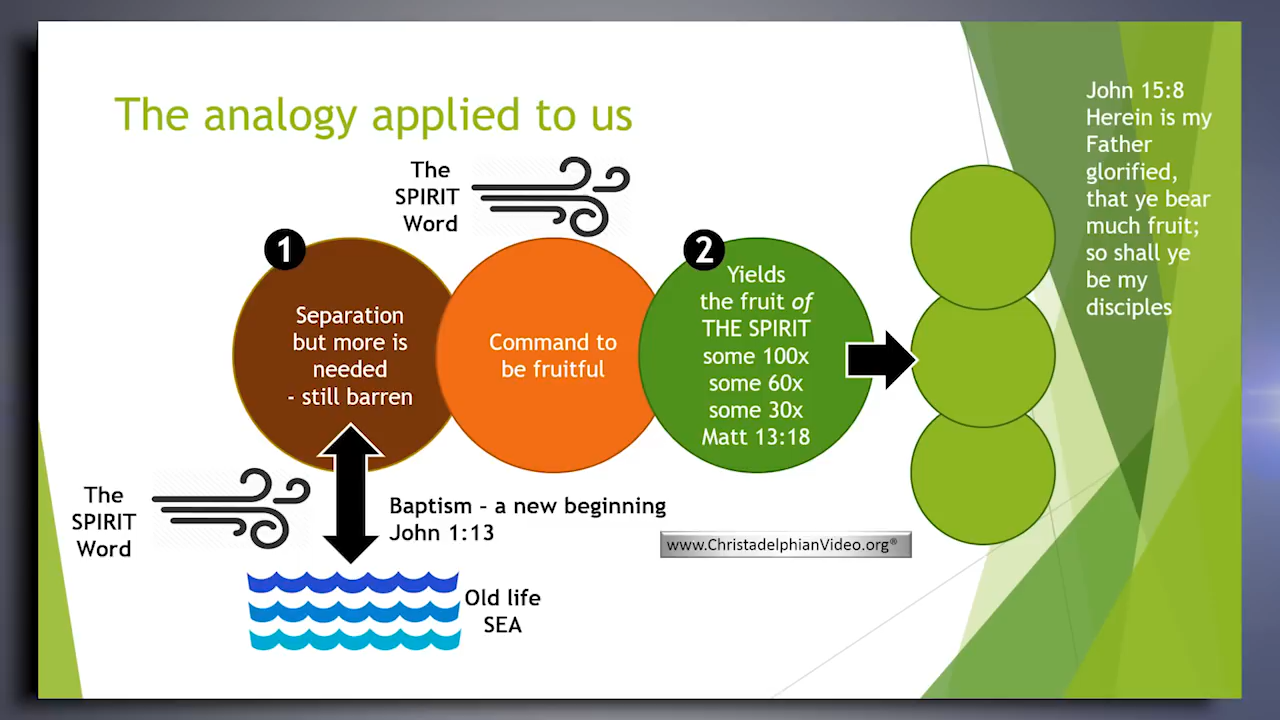 The analogy applied to us
The
SPIRIT
Word
1
Separation
but more is
needed
- still barren
Command to
be fruitful
2
Yields
the fruit of
THE SPIRIT
some 100x
some 60x
some 30x
Matt 13:18
John 15:8
Herein is my
Father
glorified,
that ye bear
much fruit;
so shall ye
be my
disciples
The
SPIRIT
Word
Baptism – a new beginning
John 1:13
www.ChristadelphianVideo.org®
Old life
SEA